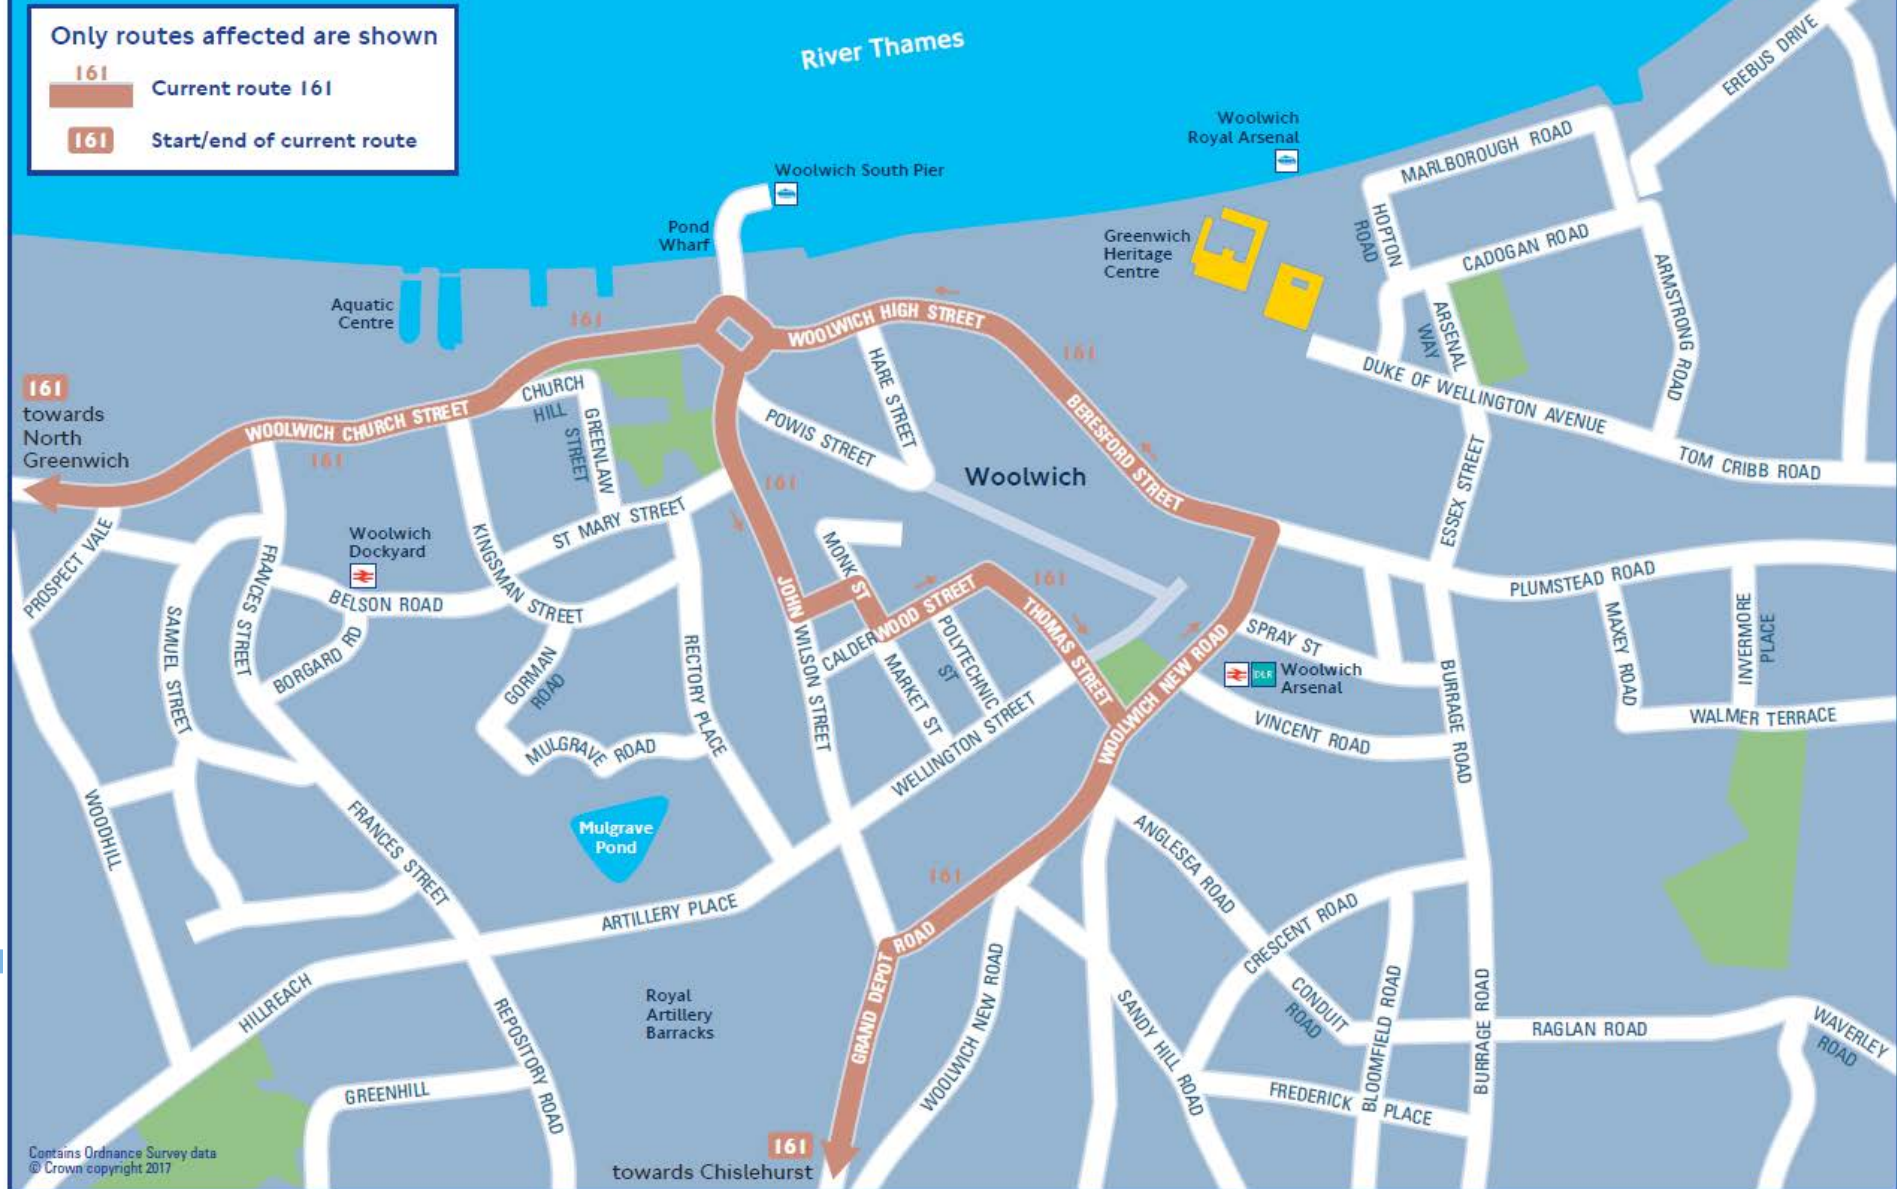 Only routes affected are shown
161
Current route 161
161
Start/end of current route
River Thames
Woolwich
Royal Arsenal
Woolwich South Pier
Pond
Wharf
Greenwich
Heritage
Centre
Aquatic
Centre
EREBUS DRIVE
MARLBOROUGH ROAD
HOPTON
ROAD
CADOGAN ROAD
ARMSTRONG ROAD
ARSENAL
WAY
DUKE OF WELLINGTON AVENUE
TOM CRIBB ROAD
ESSEX STREET
161
161
towards
North
Greenwich
WOOLWICH CHURCH STREET
161
WOOLWICH HIGH STREET
161
BERESFORD STREET
HARE STREET
POWIS STREET
CHURCH
HILL
GREENLAW
STREET
161
Woolwich
ST MARY STREET
KINGSMAN STREET
Woolwich
Dockyard
BELSON ROAD
BORGARD RD
PROSPECT VALE
SAMUEL STREET
FRANCES STREET
GORMAN
ROAD
MULGRAVE ROAD
RECTORY PLACE
JOHN WILSON STREET
MONK ST
CALDERWOOD STREET
161
THOMAS STREET
POLYTECHNIC
ST
MARKET ST
WELLINGTON STREET
WOOLWICH NEW ROAD
SPRAY ST
DLR
Woolwich
Arsenal
VINCENT ROAD
PLUMSTEAD ROAD
MAXEY ROAD
INVERMORE
PLACE
WALMER TERRACE
BURRAGE ROAD
WOODHILL
FRANCES STREET
Mulgrave
Pond
161
ANGLESEA ROAD
CRESCENT ROAD
ARTILLERY PLACE
GRAND DEPOT ROAD
HILLREACH
REPOSITORY ROAD
Royal
Artillery
Barracks
WOOLWICH NEW ROAD
SANDY HILL ROAD
CONDUIT
ROAD
BLOOMFIELD ROAD
BURRAGE ROAD
RAGLAN ROAD
WAVERLEY
ROAD
FREDERICK PLACE
GREENHILL
161
towards Chislehurst
Contains Ordnance Survey data
© Crown copyright 2017